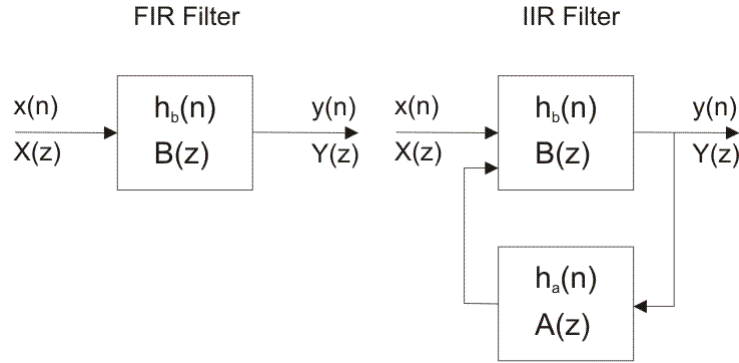 FIR Filter
x(n)
X(z)
h_b(n)
B(z)
y(n)
Y(z)
IIR Filter
x(n)
X(z)
h_b(n)
B(z)
y(n)
Y(z)
h_a(n)
A(z)